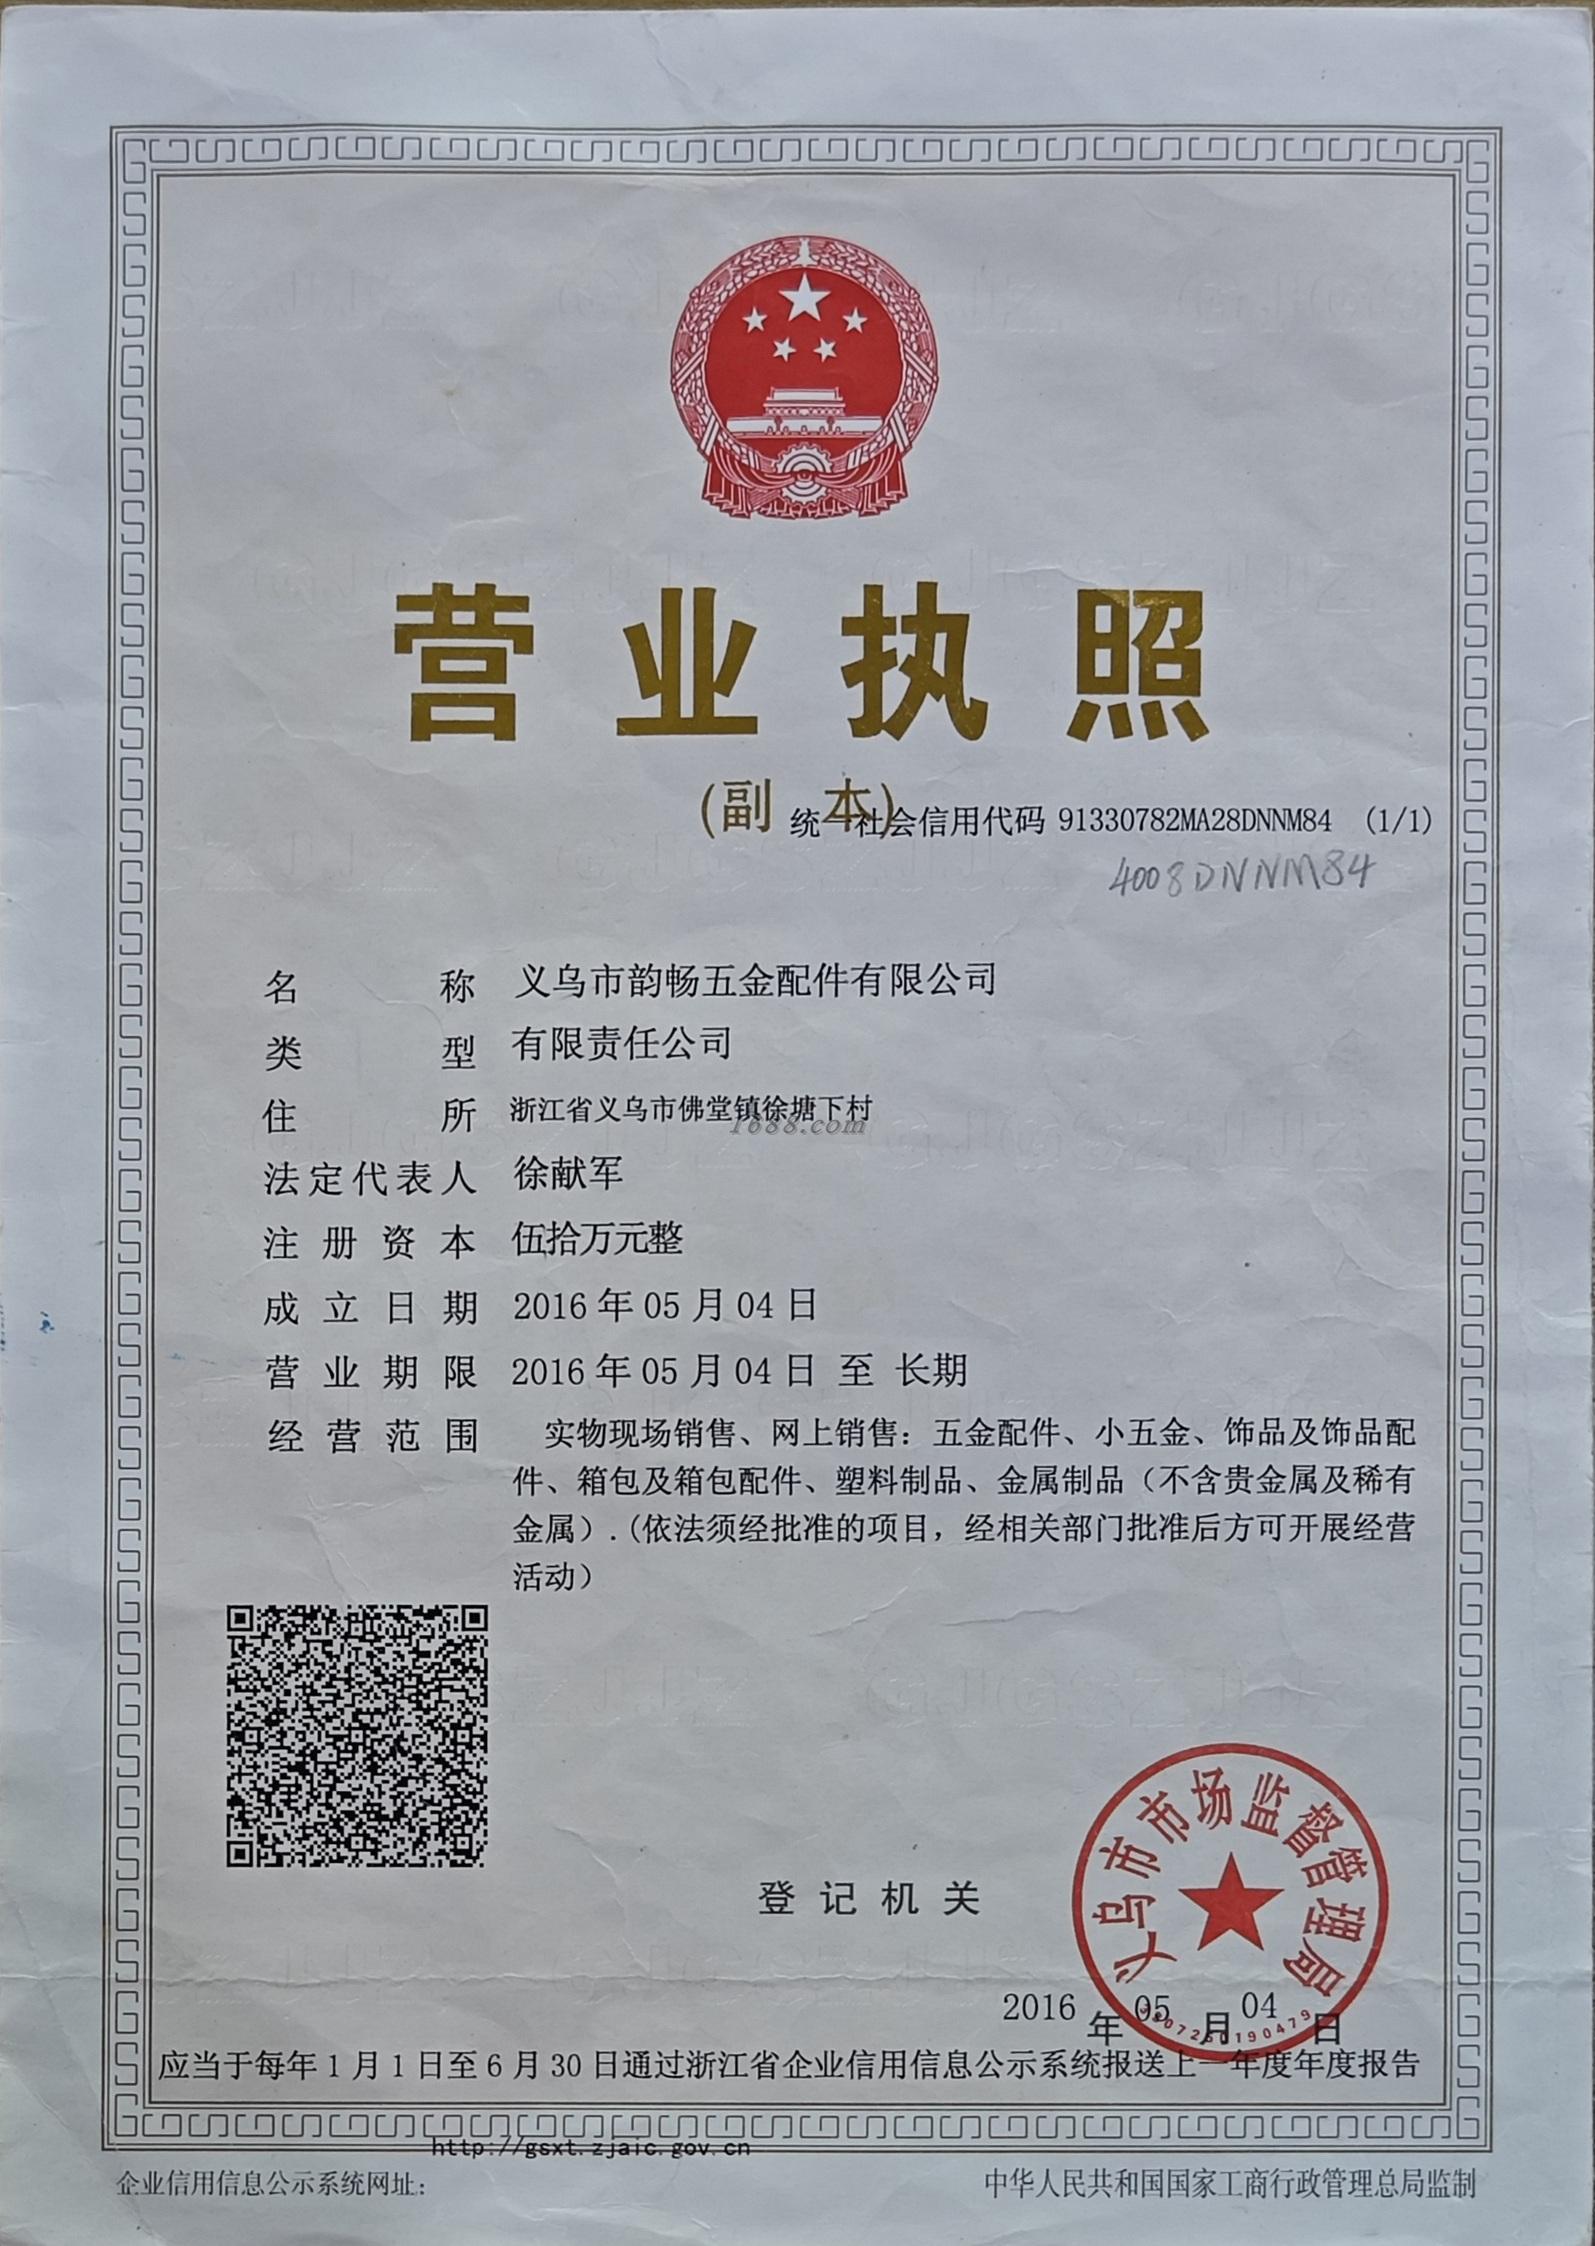 营业执照
(副 本)
统一社会信用代码 91330782MA28DNNM84 (1/1)
4008DNNM84
名称 义乌市韵畅五金配件有限公司
类型 有限责任公司
住所 浙江省义乌市佛堂镇徐塘下村
1688.com
法定代表人 徐献军
注册资本 伍拾万元整
成立日期 2016年05月04日
营业期限 2016年05月04日 至 长期
经营范围 实物现场销售、网上销售：五金配件、小五金、饰品及饰品配
件、箱包及箱包配件、塑料制品、金属制品（不含贵金属及稀有
金属）.(依法须经批准的项目，经相关部门批准后方可开展经营
活动）
登记机关
义乌市市场监督管理局
2016年05月04日
应当于每年1月1日至6月30日通过浙江省企业信用信息公示系统报送上一年度年度报告
http://gsxt.zjaic.gov.cn
企业信用信息公示系统网址：
中华人民共和国国家工商行政管理总局监制